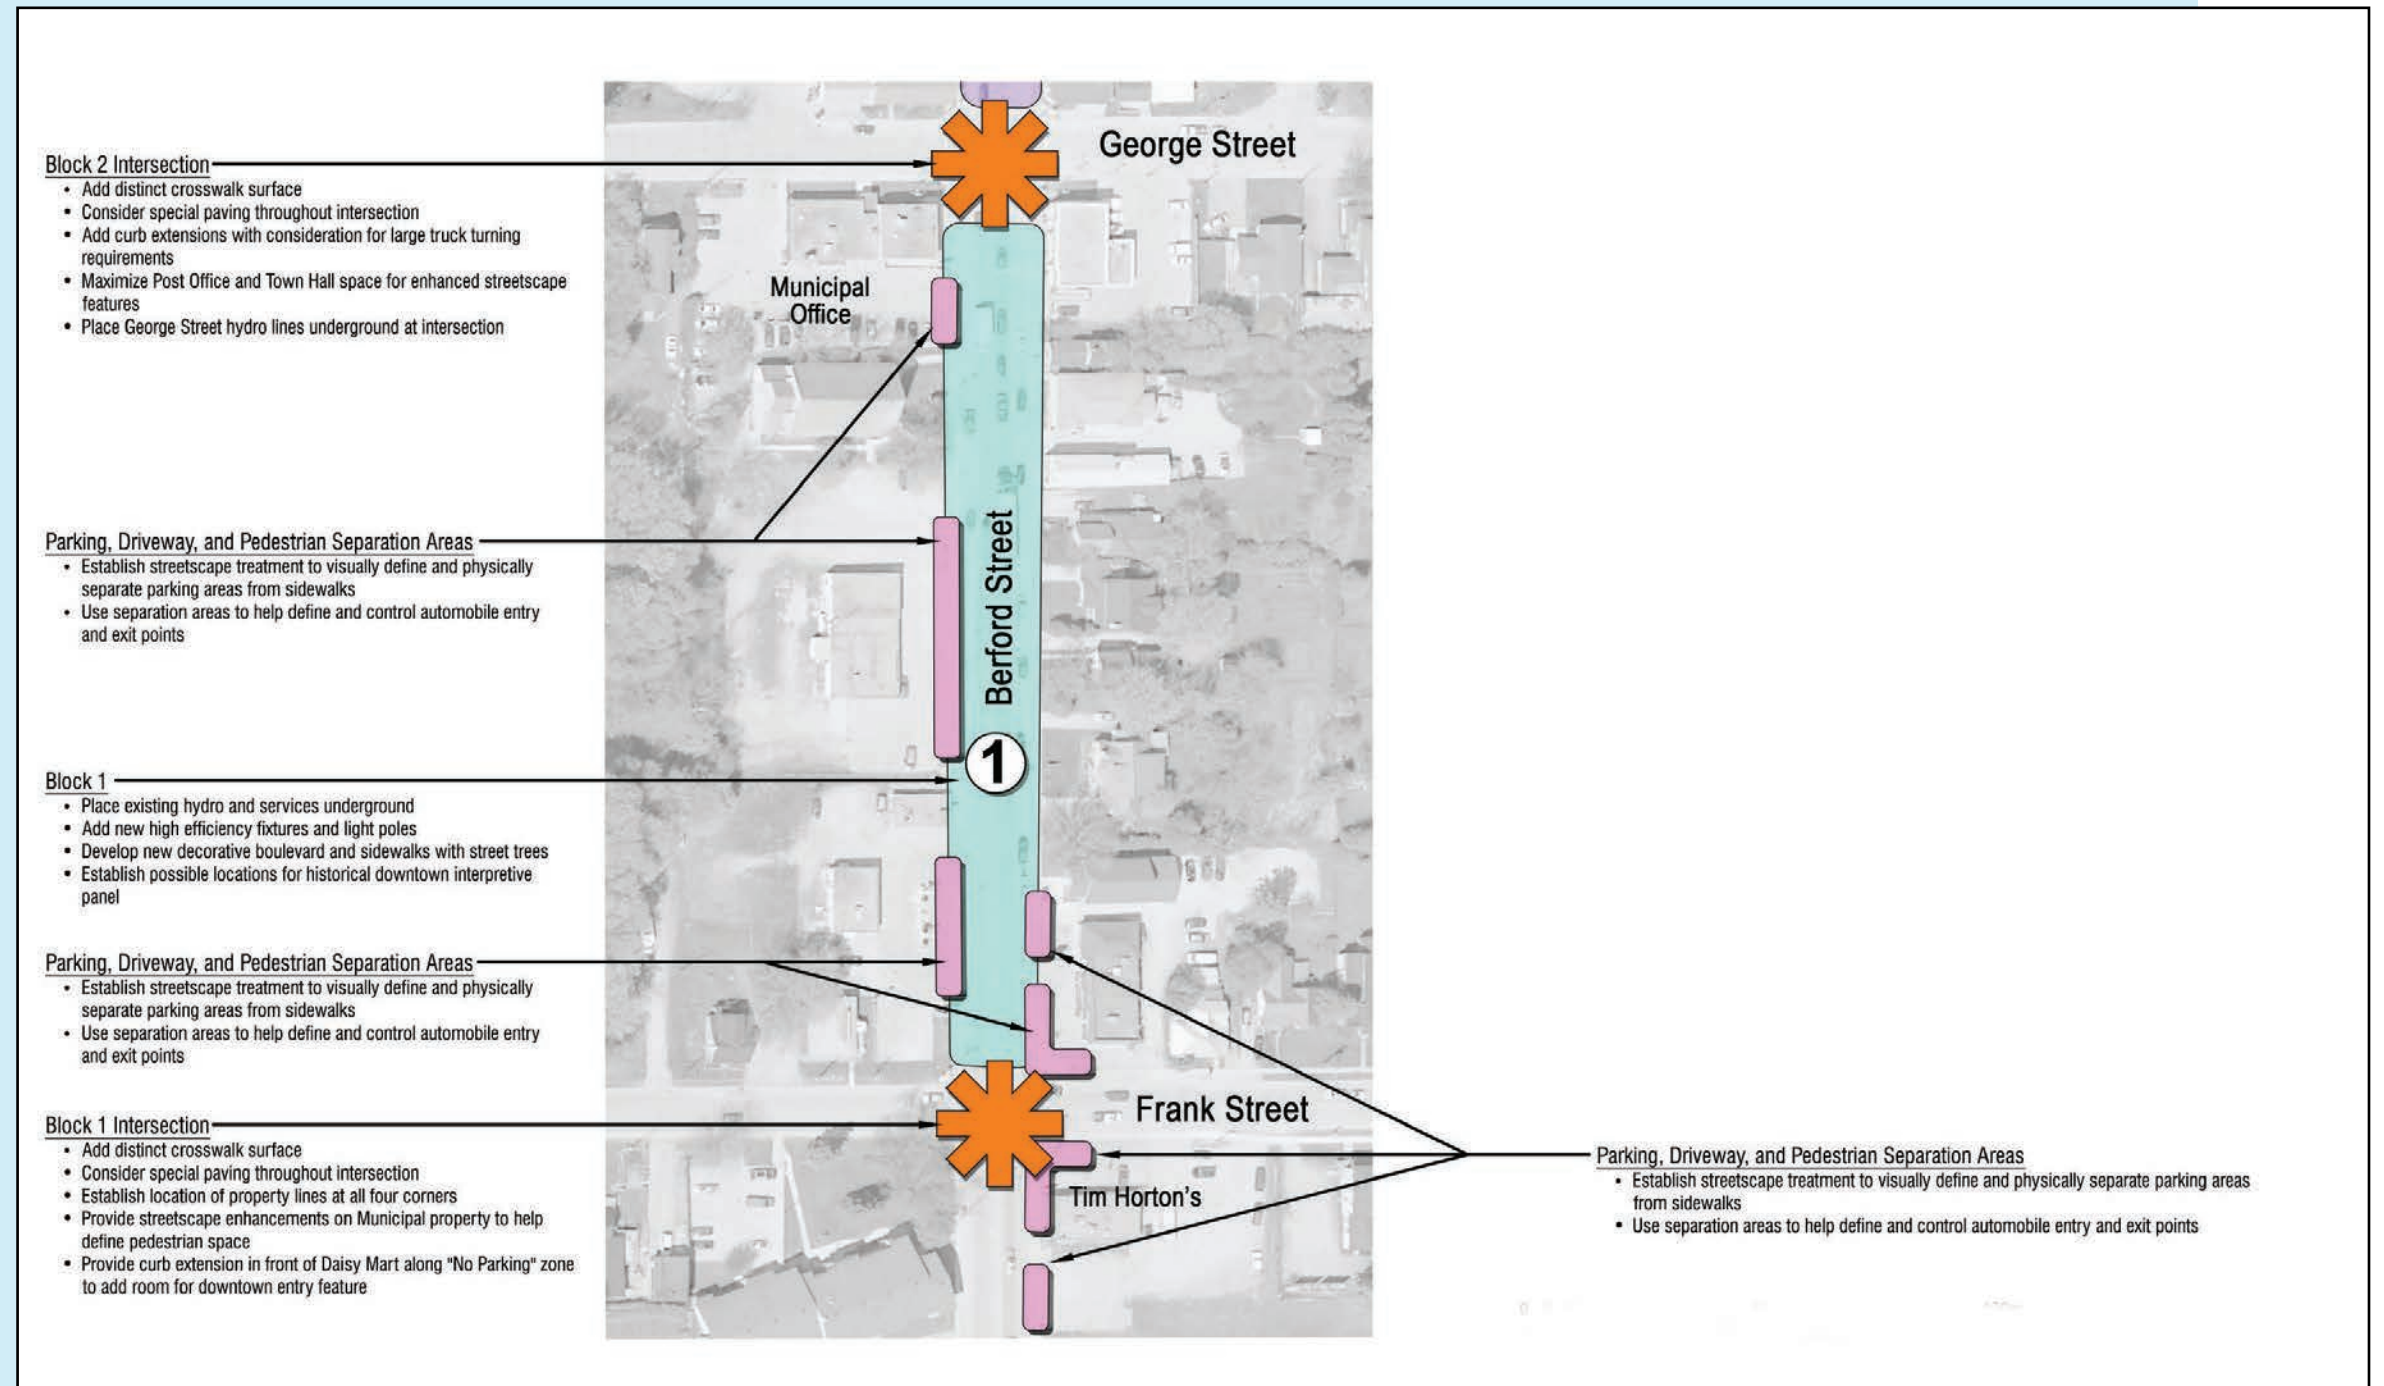 George Street
Block 2 Intersection
• Add distinct crosswalk surface
• Consider special paving throughout intersection
• Add curb extensions with consideration for large truck turning
requirements
• Maximize Post Office and Town Hall space for enhanced streetscape
features
• Place George Street hydro lines underground at intersection
Municipal
Office
Parking, Driveway, and Pedestrian Separation Areas
• Establish streetscape treatment to visually define and physically
separate parking areas from sidewalks
• Use separation areas to help define and control automobile entry
and exit points
Berford Street
1
Block 1
• Place existing hydro and services underground
• Add new high efficiency fixtures and light poles
• Develop new decorative boulevard and sidewalks with street trees
• Establish possible locations for historical downtown interpretive
panel
Parking, Driveway, and Pedestrian Separation Areas
• Establish streetscape treatment to visually define and physically
separate parking areas from sidewalks
• Use separation areas to help define and control automobile entry
and exit points
Frank Street
Block 1 Intersection
• Add distinct crosswalk surface
• Consider special paving throughout intersection
• Establish location of property lines at all four corners
• Provide streetscape enhancements on Municipal property to help
define pedestrian space
• Provide curb extension in front of Daisy Mart along "No Parking" zone
to add room for downtown entry feature
Tim Horton's
Parking, Driveway, and Pedestrian Separation Areas
• Establish streetscape treatment to visually define and physically separate parking areas
from sidewalks
• Use separation areas to help define and control automobile entry and exit points